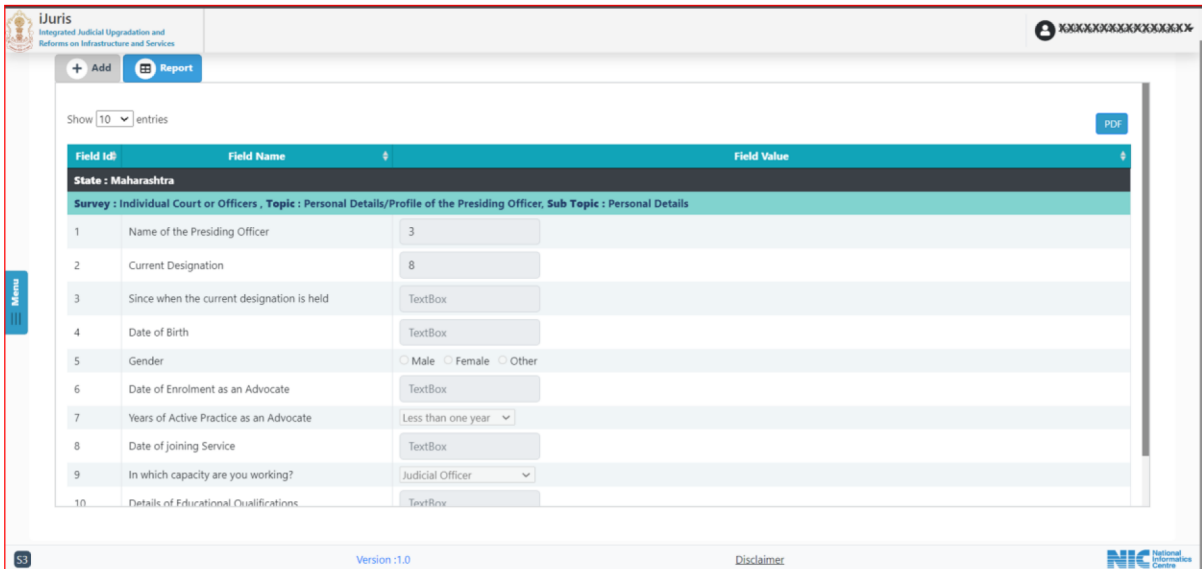 iJuris
Integrated Judicial Upgradation and
Reforms on Infrastructure and Services
XXXXXXXXXXXXXXXXX
Add
Report
Show 10 entries
PDF
Field Id Field Name Field Value
State : Maharashtra
Survey : Individual Court or Officers , Topic : Personal Details/Profile of the Presiding Officer, Sub Topic : Personal Details
1 Name of the Presiding Officer 3
2 Current Designation 8
3 Since when the current designation is held TextBox
4 Date of Birth TextBox
5 Gender Male Female Other
6 Date of Enrolment as an Advocate TextBox
7 Years of Active Practice as an Advocate Less than one year
8 Date of joining Service TextBox
9 In which capacity are you working? Judicial Officer
10 Details of Educational Qualifications TextBox
Menu
S3 Version :1.0 Disclaimer
NIC National
Informatics
Centre